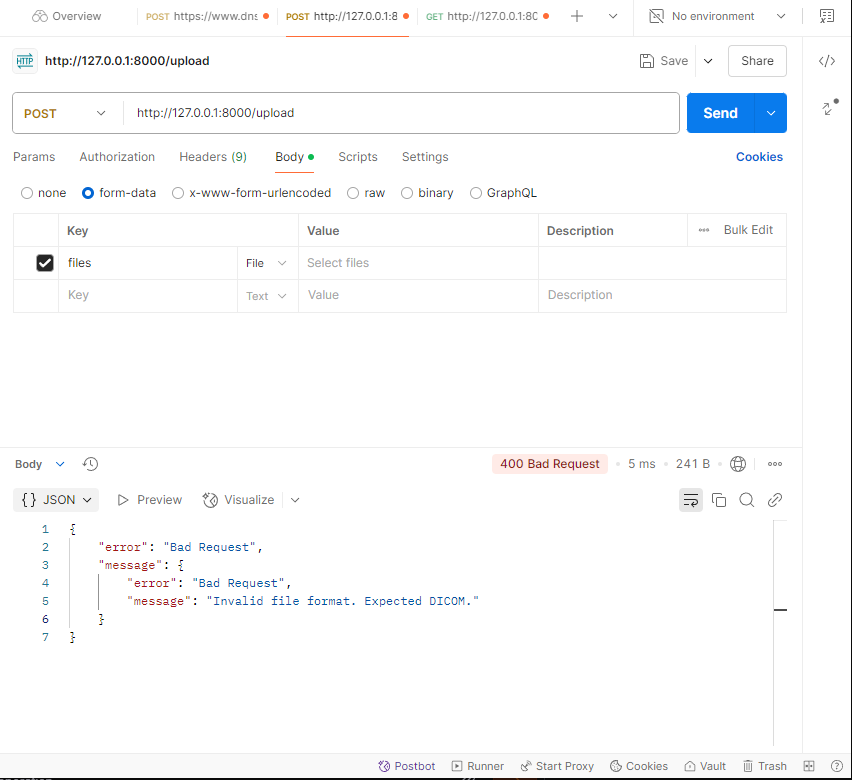 Overview POST https://www.dns POST http://127.0.0.1:8 GET http://127.0.0.1:80 No environment
HTTP http://127.0.0.1:8000/upload Save Share
POST http://127.0.0.1:8000/upload Send
Params Authorization Headers (9) Body Scripts Settings Cookies
none form-data x-www-form-urlencoded raw binary GraphQL
Key Value Description Bulk Edit
files File Select files
Key Text Value Description
Body 400 Bad Request 5 ms 241 B
{} JSON Preview Visualize
1 {
2 "error": "Bad Request",
3 "message": {
4 "error": "Bad Request",
5 "message": "Invalid file format. Expected DICOM."
6 }
7 }
Postbot Runner Start Proxy Cookies Vault Trash